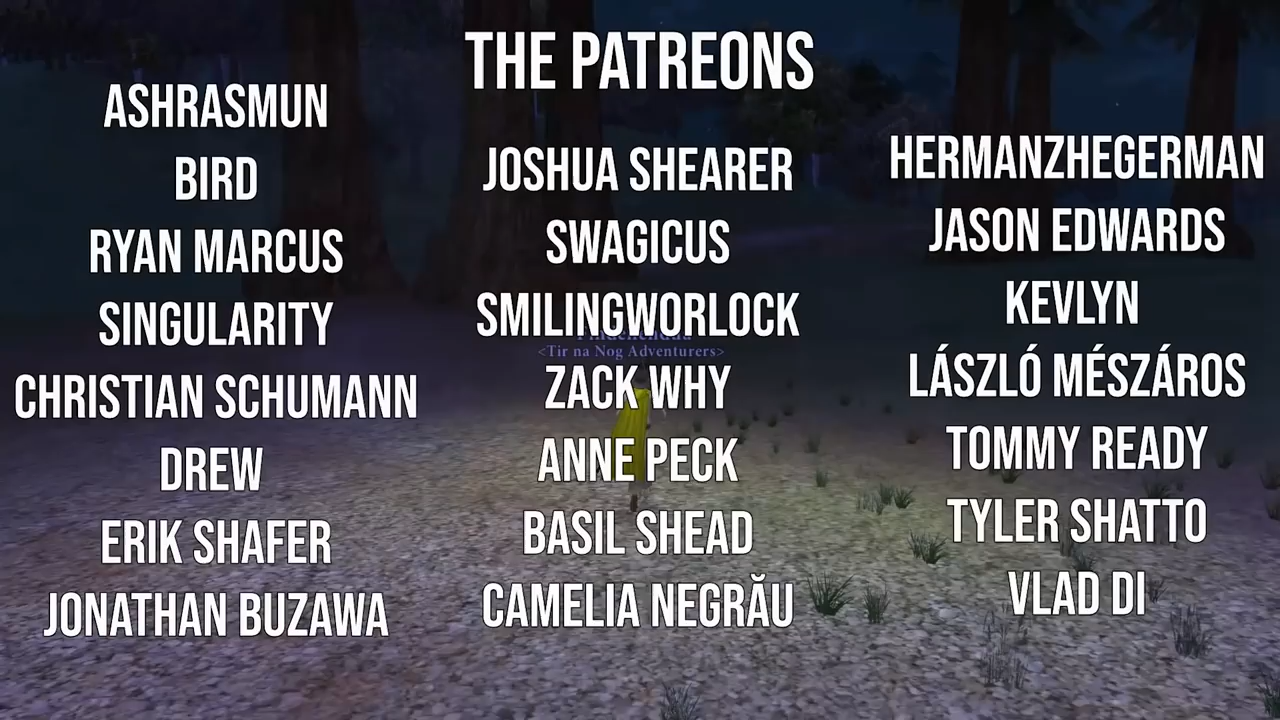 THE PATREONS
ASHRASMUN
BIRD
RYAN MARCUS
SINGULARITY
CHRISTIAN SCHUMANN
DREW
ERIK SHAFER
JONATHAN BUZAWA
JOSHUA SHEARER
SWAGICUS
SMILINGWORLOCK
<Tir na Nog Adventurers>
ZACK WHY
ANNE PECK
BASIL SHEAD
CAMELIA NEGRĂU
HERMANZHEGERMAN
JASON EDWARDS
KEVLYN
LÁSZLÓ MÉSZÁROS
TOMMY READY
TYLER SHATTO
VLAD DI